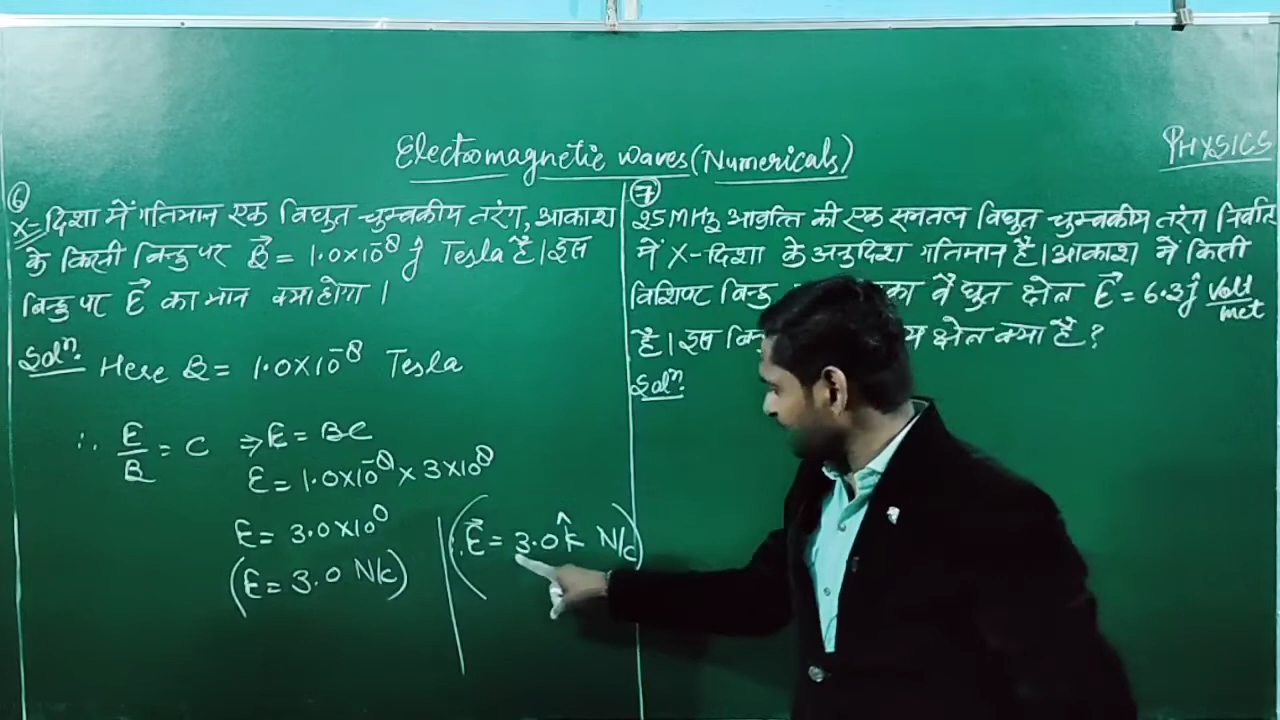 Electromagnetic waves (Numericals)
PHYSICS
⑥
X-दिशा में गतिमान एक विधुत चुम्बकीय तरंग, आकाश
के किसी बिन्दु पर B⃗ = 1.0×10⁻⁸ ĵ Tesla है। इस
बिन्दु पर E⃗ का मान क्या होगा।
Solⁿ. Here B = 1.0×10⁻⁸ Tesla
∴ E/B = C ⇒ E = BC
E = 1.0×10⁻⁸ × 3×10⁸
E = 3.0×10⁰
(E = 3.0 N/C)
(∴ E⃗ = 3.0 k̂ N/C)
⑦
25MHz आवृत्ति की एक समतल विधुत चुम्बकीय तरंग निर्वात
में X-दिशा के अनुदिश गतिमान है। आकाश में किसी
विशिष्ट बिन्दु वैधुत क्षेत्र E⃗ = 6.3 ĵ Volt/met
है। इस क्षेत्र क्या है?
Solⁿ.